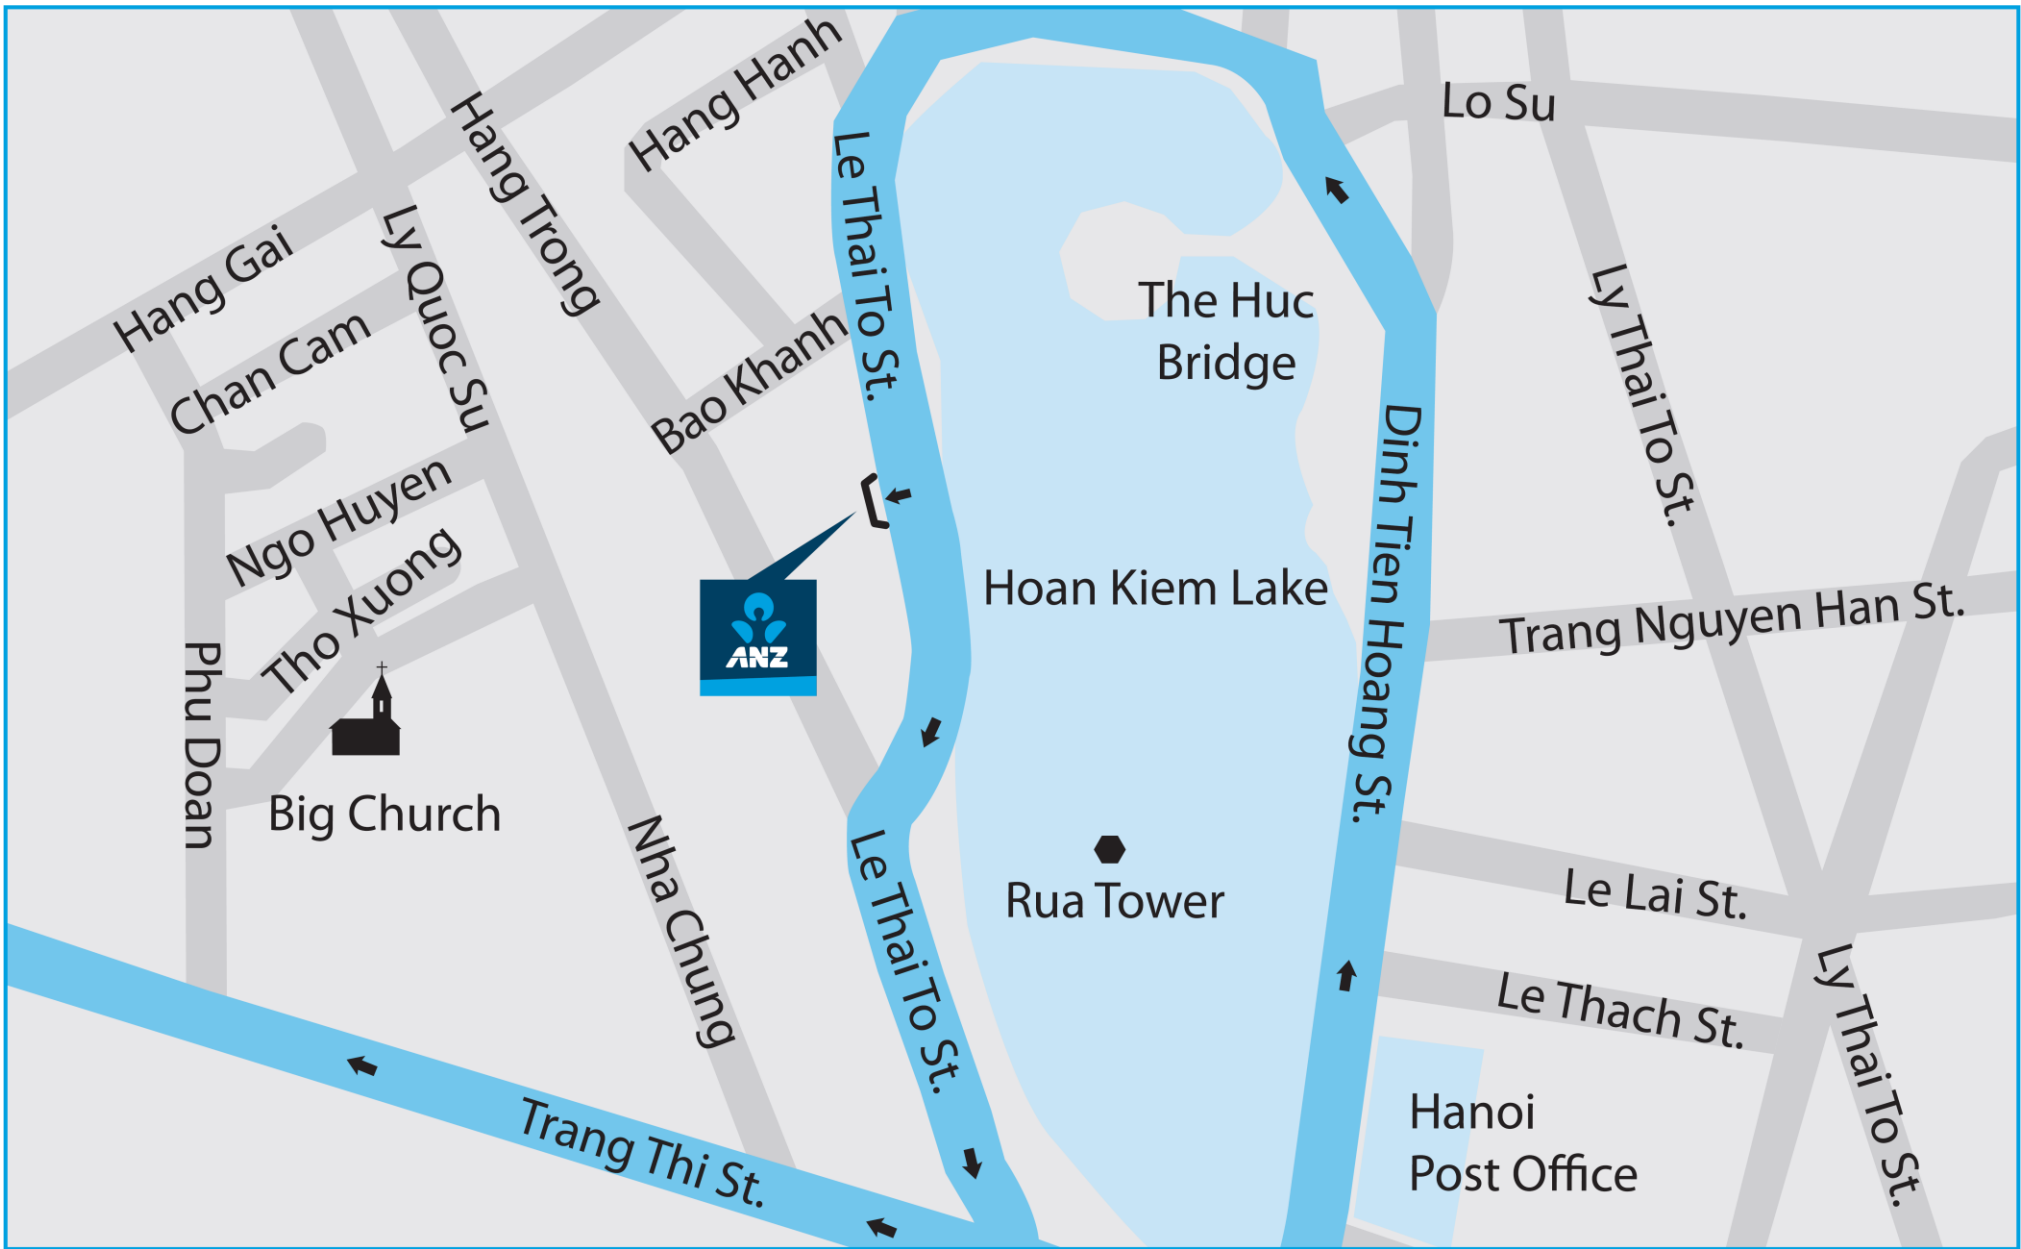 Hang Hanh
Lo Su
Hang Trong
Le Thai To St.
Hang Gai
Ly Quoc Su
Chan Cam
The Huc
Bridge
Ly Thai To St.
Bao Khanh
Dinh Tien Hoang St.
Ngo Huyen
Tho Xuong
Hoan Kiem Lake
Trang Nguyen Han St.
ANZ
Phu Doan
Big Church
Nha Chung
Le Thai To St.
Rua Tower
Le Lai St.
Le Thach St.
Ly Thai To St.
Trang Thi St.
Hanoi
Post Office